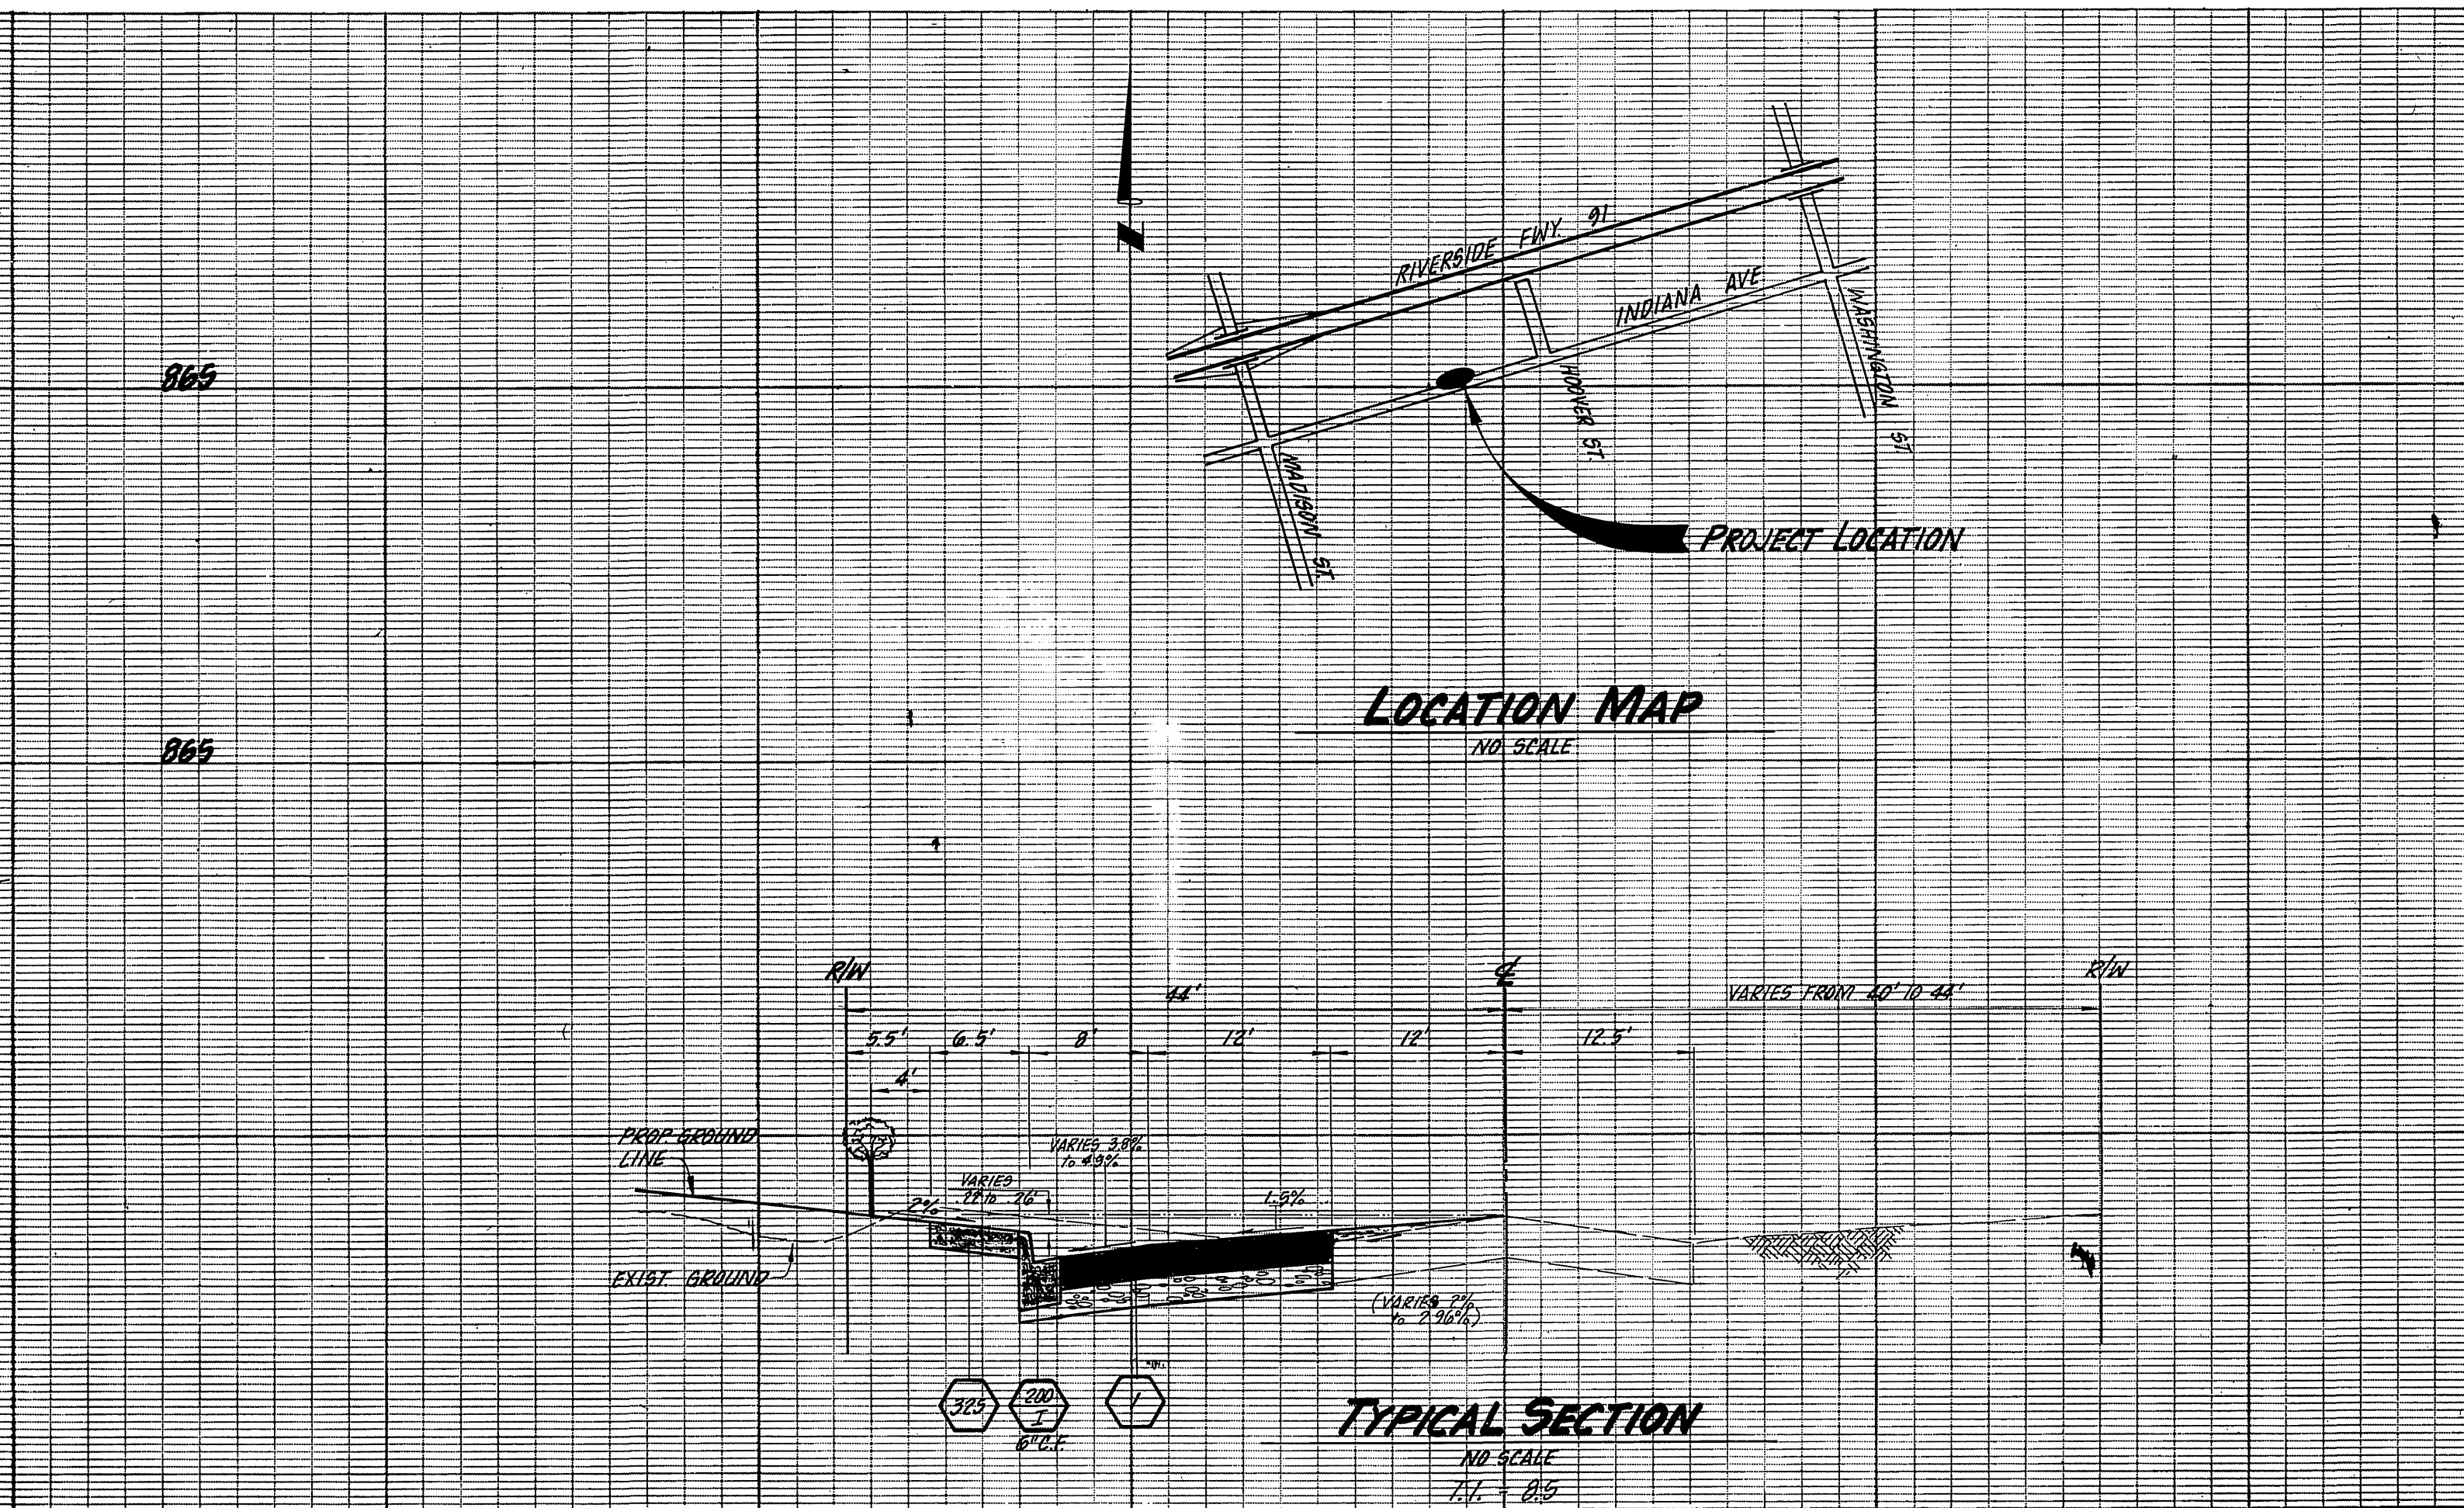 N
RIVERSIDE FWY. 91
INDIANA AVE
WASHINGTON ST
HOOVER ST.
MADISON ST.
865
PROJECT LOCATION
LOCATION MAP
NO SCALE
865
R/W
℄
R/W
44'
VARIES FROM 40' TO 44'
5.5' 6.5' 8' 12' 12' 12.5'
4'
PROP. GROUND
LINE
VARIES 3.8%
to 4.9%
VARIES
to .26'
2%
1.5%
EXIST. GROUND
(VARIES 2%
to 2.96%)
325
200
I
1
6" C.F.
TYPICAL SECTION
NO SCALE
T.I. = 8.5